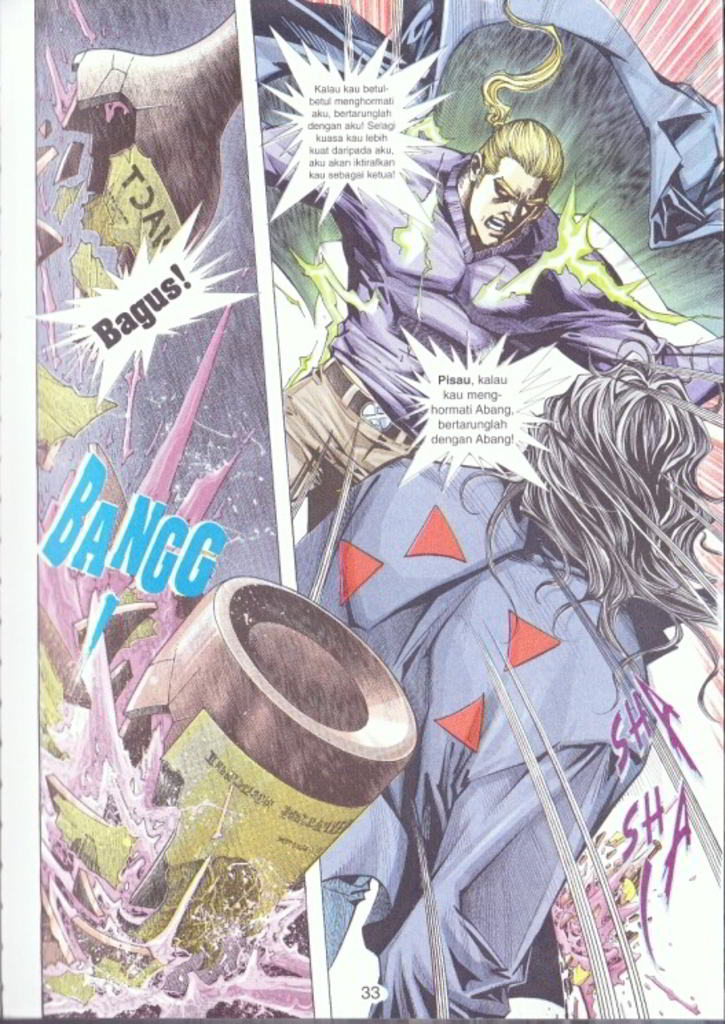 Kalau kau betul-
betul menghormati
aku, bertarunglah
dengan aku! Selagi
kuasa kau lebih
kuat daripada aku,
aku akan iktirafkan
kau sebagai ketua!
Bagus!
Pisau, kalau
kau meng-
hormati Abang,
bertarunglah
dengan Abang!
BANGG
!
SHA
SHA
!
33